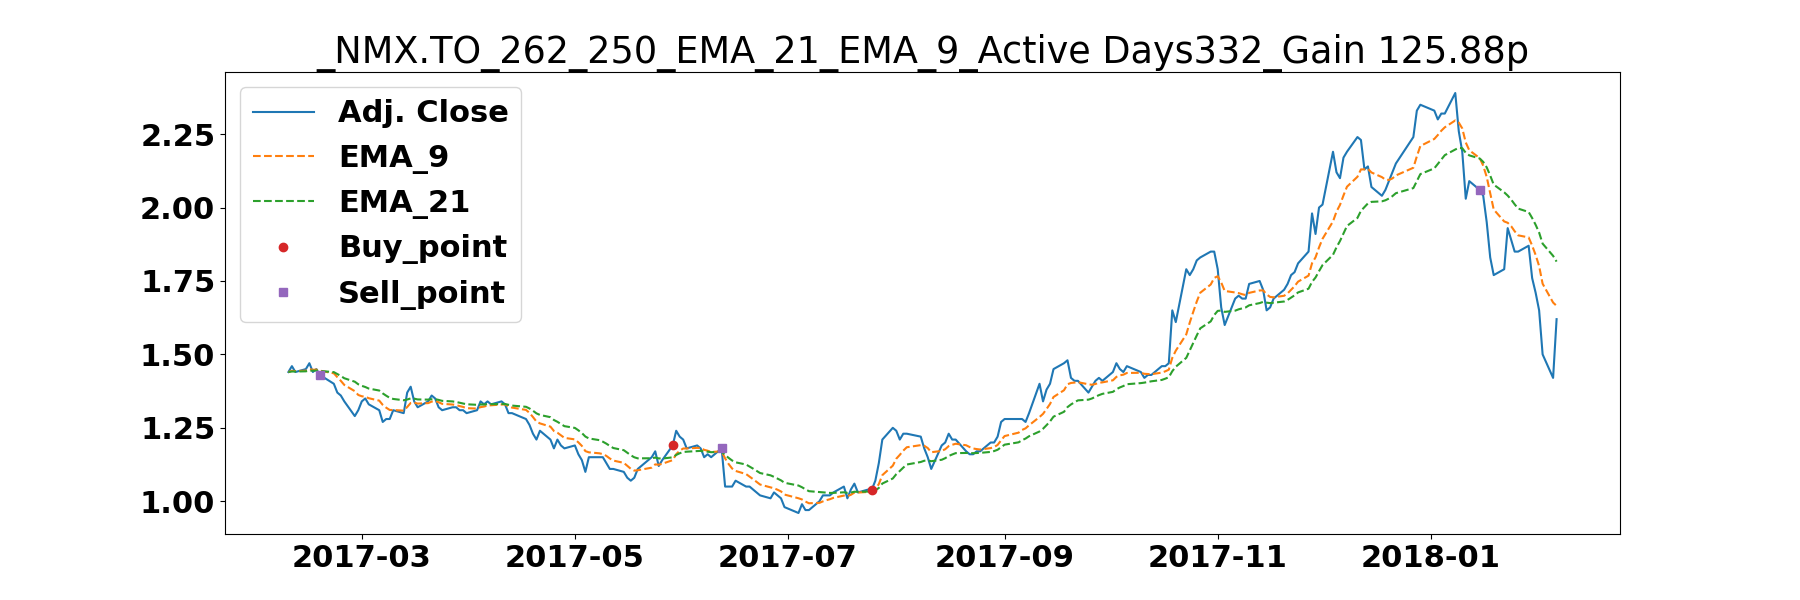 _NMX.TO_262_250_EMA_21_EMA_9_Active Days332_Gain 125.88p
Adj. Close
EMA_9
EMA_21
Buy_point
Sell_point
2.25
2.00
1.75
1.50
1.25
1.00
2017-03 2017-05 2017-07 2017-09 2017-11 2018-01